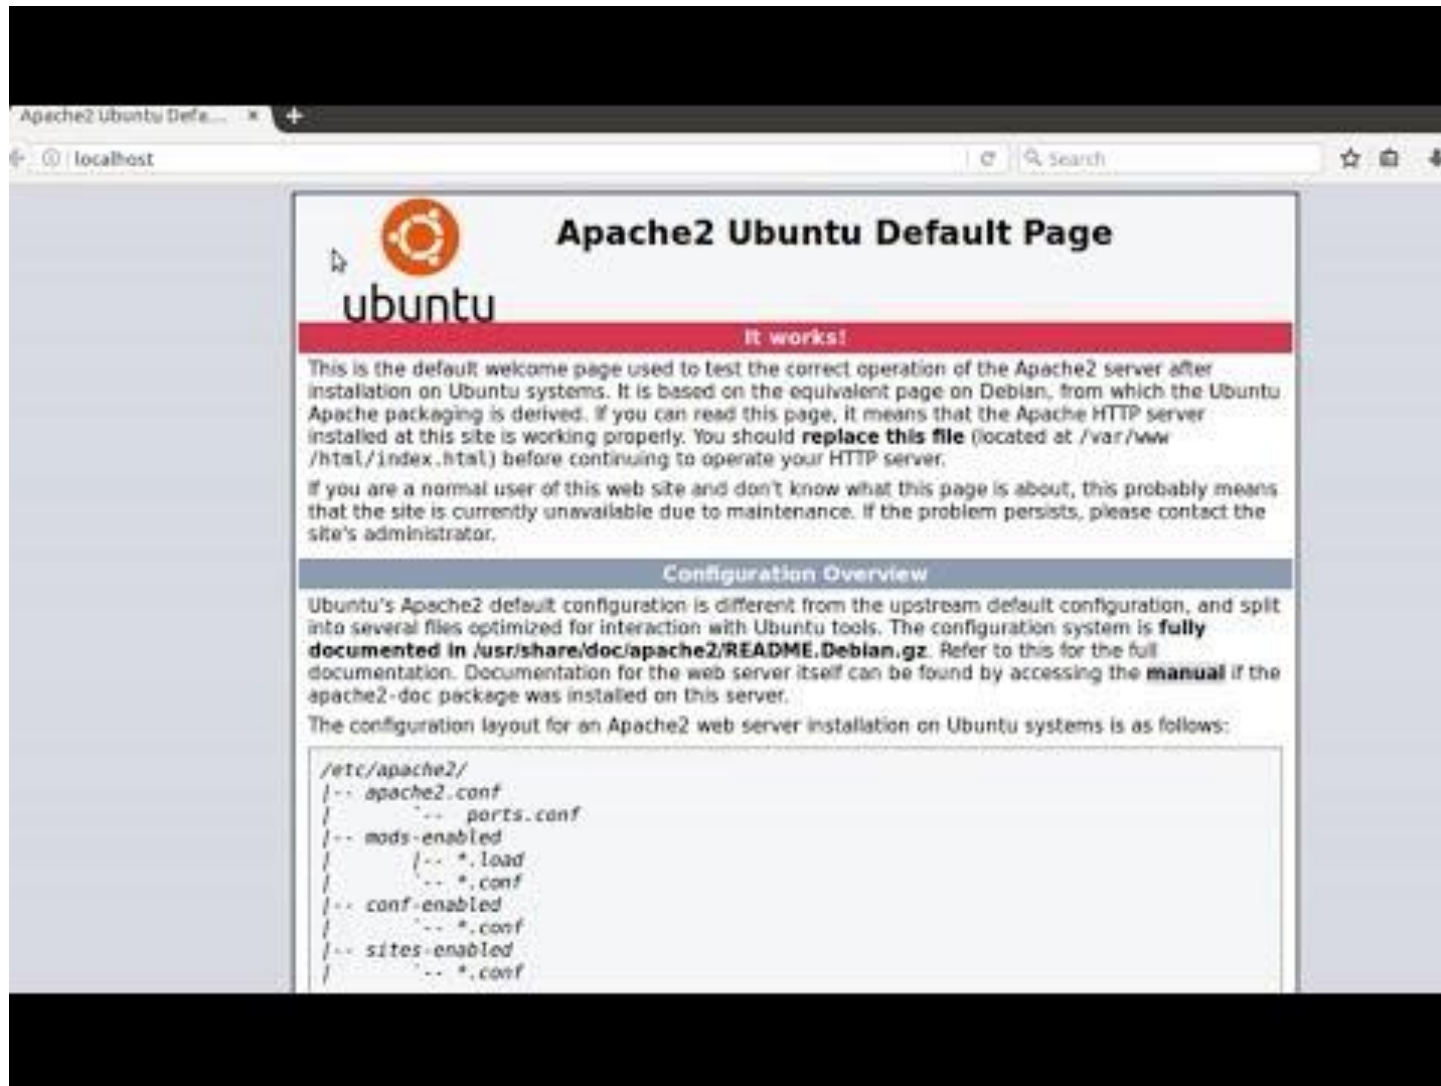 Apache2 Ubuntu Defa...
localhost
Search
ubuntu
Apache2 Ubuntu Default Page
It works!
This is the default welcome page used to test the correct operation of the Apache2 server after
installation on Ubuntu systems. It is based on the equivalent page on Debian, from which the Ubuntu
Apache packaging is derived. If you can read this page, it means that the Apache HTTP server
installed at this site is working properly. You should replace this file (located at /var/www
/html/index.html) before continuing to operate your HTTP server.
If you are a normal user of this web site and don't know what this page is about, this probably means
that the site is currently unavailable due to maintenance. If the problem persists, please contact the
site's administrator.
Configuration Overview
Ubuntu's Apache2 default configuration is different from the upstream default configuration, and split
into several files optimized for interaction with Ubuntu tools. The configuration system is fully
documented in /usr/share/doc/apache2/README.Debian.gz. Refer to this for the full
documentation. Documentation for the web server itself can be found by accessing the manual if the
apache2-doc package was installed on this server.
The configuration layout for an Apache2 web server installation on Ubuntu systems is as follows:
/etc/apache2/
|-- apache2.conf
|       `-- ports.conf
|-- mods-enabled
|       |-- *.load
|       `-- *.conf
|-- conf-enabled
|       `-- *.conf
|-- sites-enabled
|       `-- *.conf